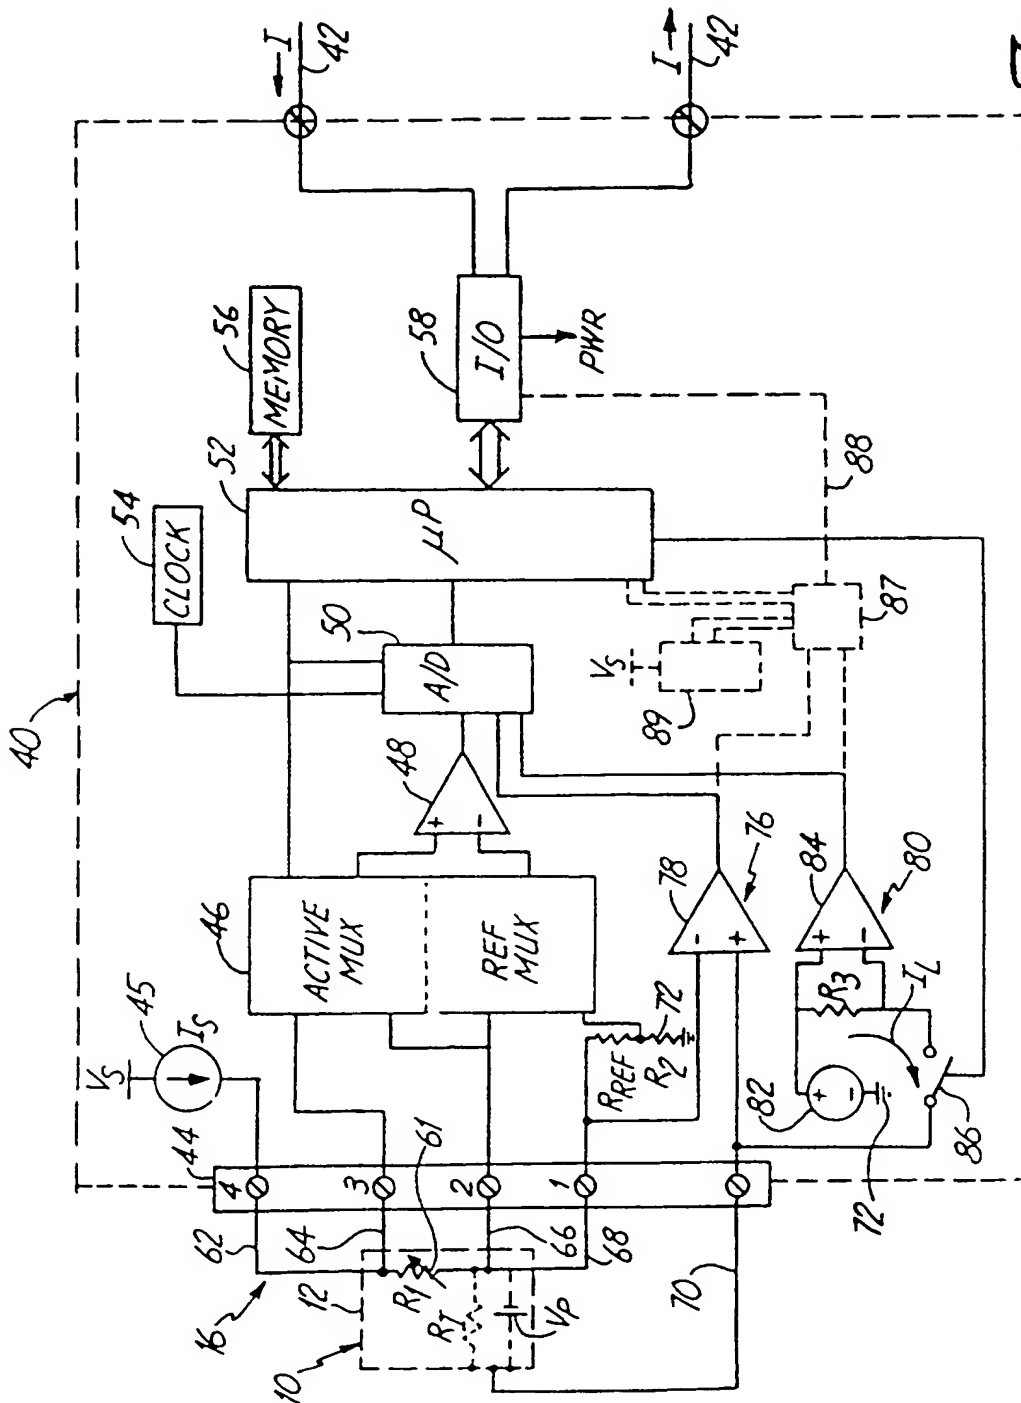 40
44
V_S
45
I_S
46
ACTIVE MUX
REF MUX
54
CLOCK
52
56
MEMORY
µP
50
A/D
48
+
-
58
I/O
PWR
I
42
I
42
16
62
4
64
3
2
66
1
68
12
10
R_1
61
R_I
V_P
70
R_REF
R_2
72
78
-
+
76
84
+
-
80
R_3
I_L
82
+
-
72
86
V_S
89
87
88